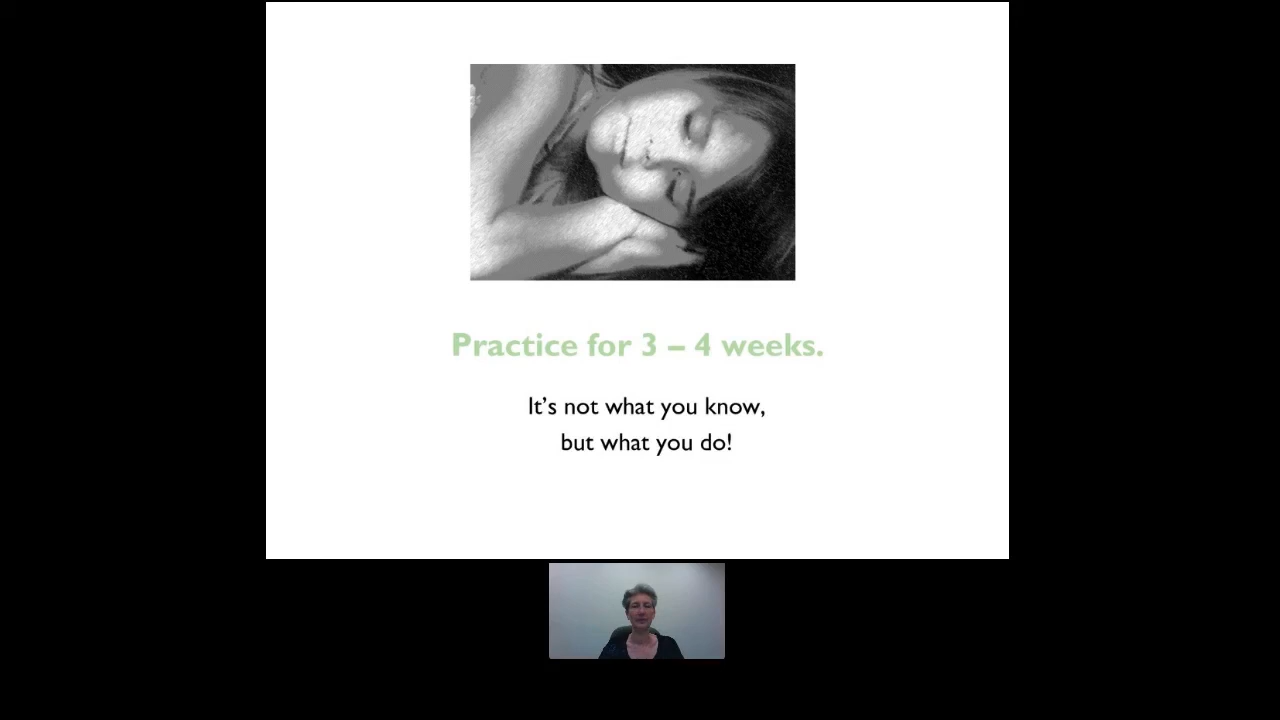 Practice for 3 – 4 weeks.
It's not what you know,
but what you do!